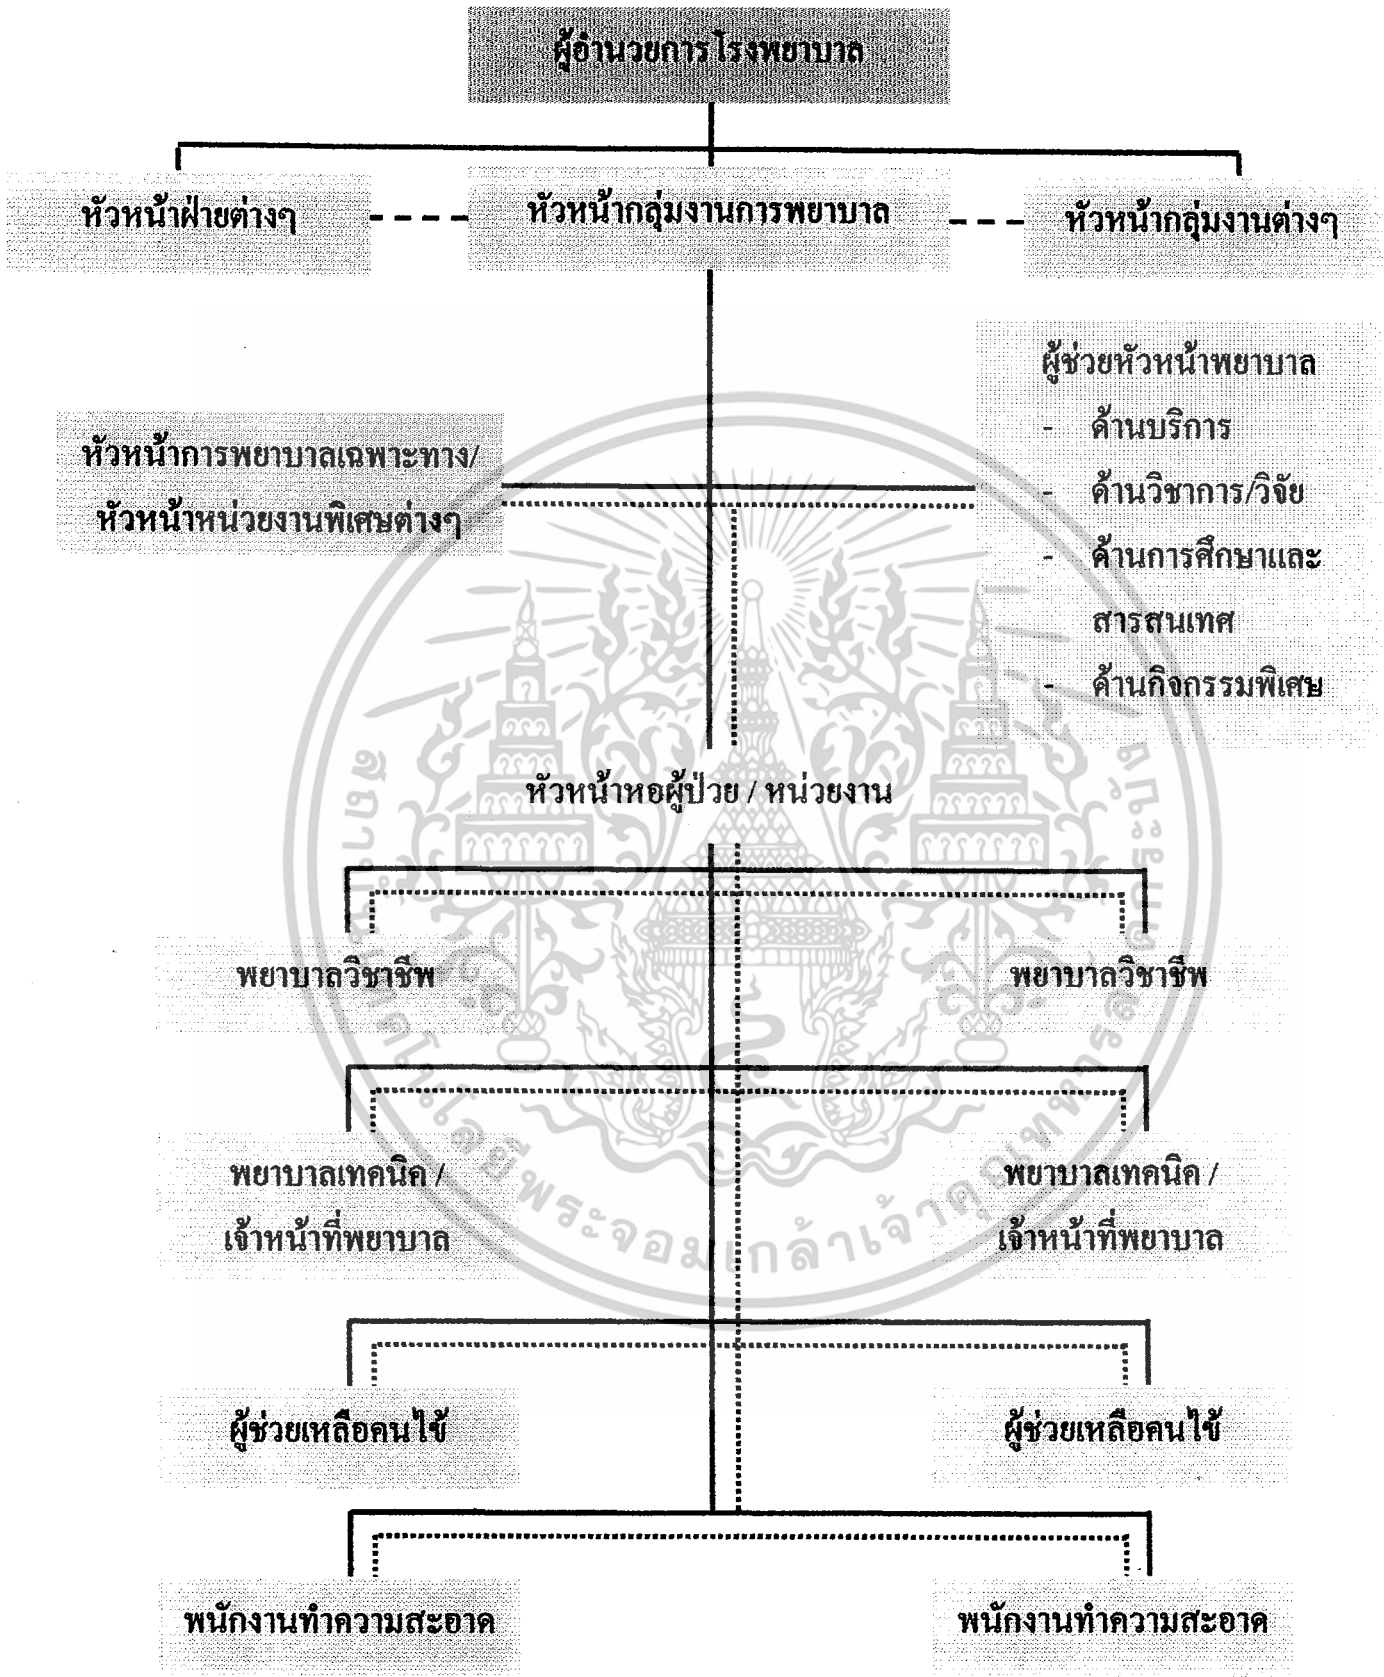 ผู้อำนวยการโรงพยาบาล
หัวหน้าฝ่ายต่างๆ
หัวหน้ากลุ่มงานการพยาบาล
หัวหน้ากลุ่มงานต่างๆ
ผู้ช่วยหัวหน้าพยาบาล
- ด้านบริการ
- ด้านวิชาการ/วิจัย
- ด้านการศึกษาและ
สารสนเทศ
- ด้านกิจกรรมพิเศษ
หัวหน้าการพยาบาลเฉพาะทาง/
หัวหน้าหน่วยงานพิเศษต่างๆ
หัวหน้าหอผู้ป่วย / หน่วยงาน
พยาบาลวิชาชีพ
พยาบาลวิชาชีพ
พยาบาลเทคนิค /
เจ้าหน้าที่พยาบาล
พยาบาลเทคนิค /
เจ้าหน้าที่พยาบาล
ผู้ช่วยเหลือคนไข้
ผู้ช่วยเหลือคนไข้
พนักงานทำความสะอาด
พนักงานทำความสะอาด